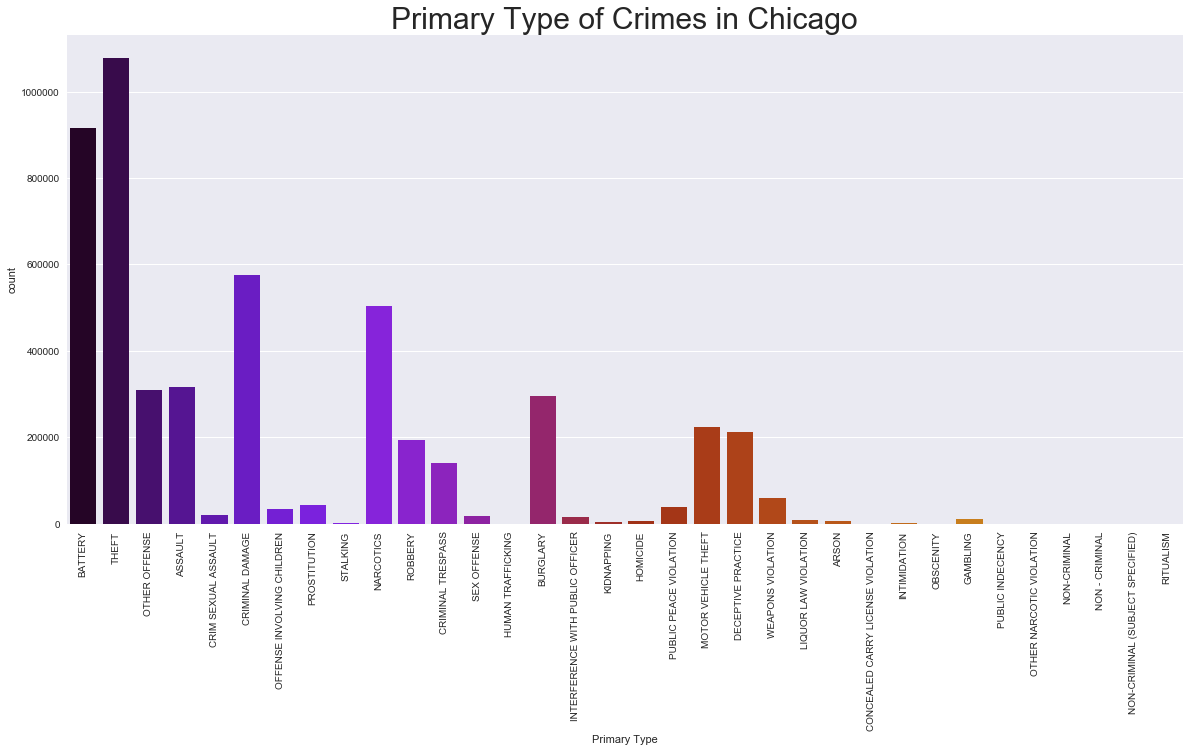 Primary Type of Crimes in Chicago
1000000
800000
600000
400000
200000
0
count
BATTERY
THEFT
OTHER OFFENSE
ASSAULT
CRIM SEXUAL ASSAULT
CRIMINAL DAMAGE
OFFENSE INVOLVING CHILDREN
PROSTITUTION
STALKING
NARCOTICS
ROBBERY
CRIMINAL TRESPASS
SEX OFFENSE
HUMAN TRAFFICKING
BURGLARY
INTERFERENCE WITH PUBLIC OFFICER
KIDNAPPING
HOMICIDE
PUBLIC PEACE VIOLATION
MOTOR VEHICLE THEFT
DECEPTIVE PRACTICE
WEAPONS VIOLATION
LIQUOR LAW VIOLATION
ARSON
CONCEALED CARRY LICENSE VIOLATION
INTIMIDATION
OBSCENITY
GAMBLING
PUBLIC INDECENCY
OTHER NARCOTIC VIOLATION
NON-CRIMINAL
NON - CRIMINAL
NON-CRIMINAL (SUBJECT SPECIFIED)
RITUALISM
Primary Type